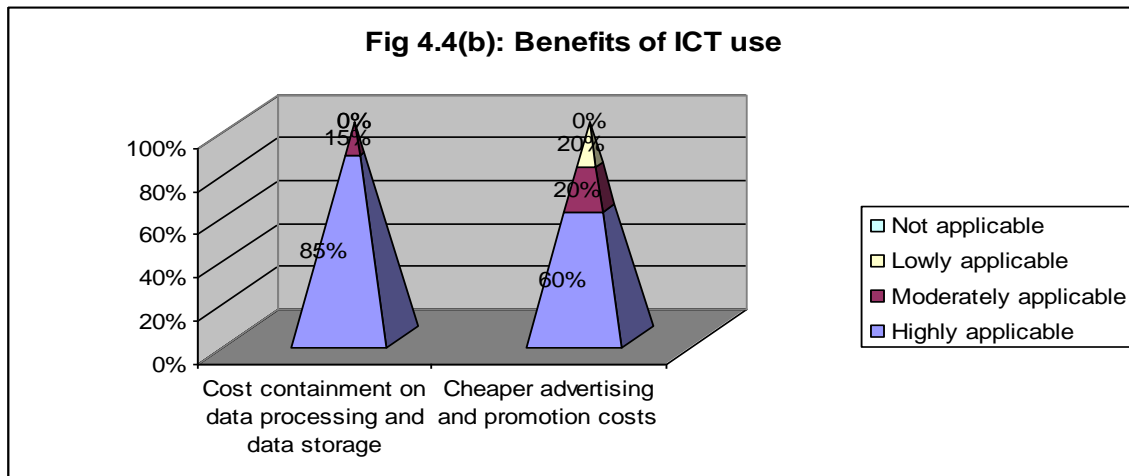 Fig 4.4(b): Benefits of ICT use
100%
80%
60%
40%
20%
0%
0%
15%
85%
0%
20%
20%
60%
Cost containment on
data processing and
data storage
Cheaper advertising
and promotion costs
Not applicable
Lowly applicable
Moderately applicable
Highly applicable